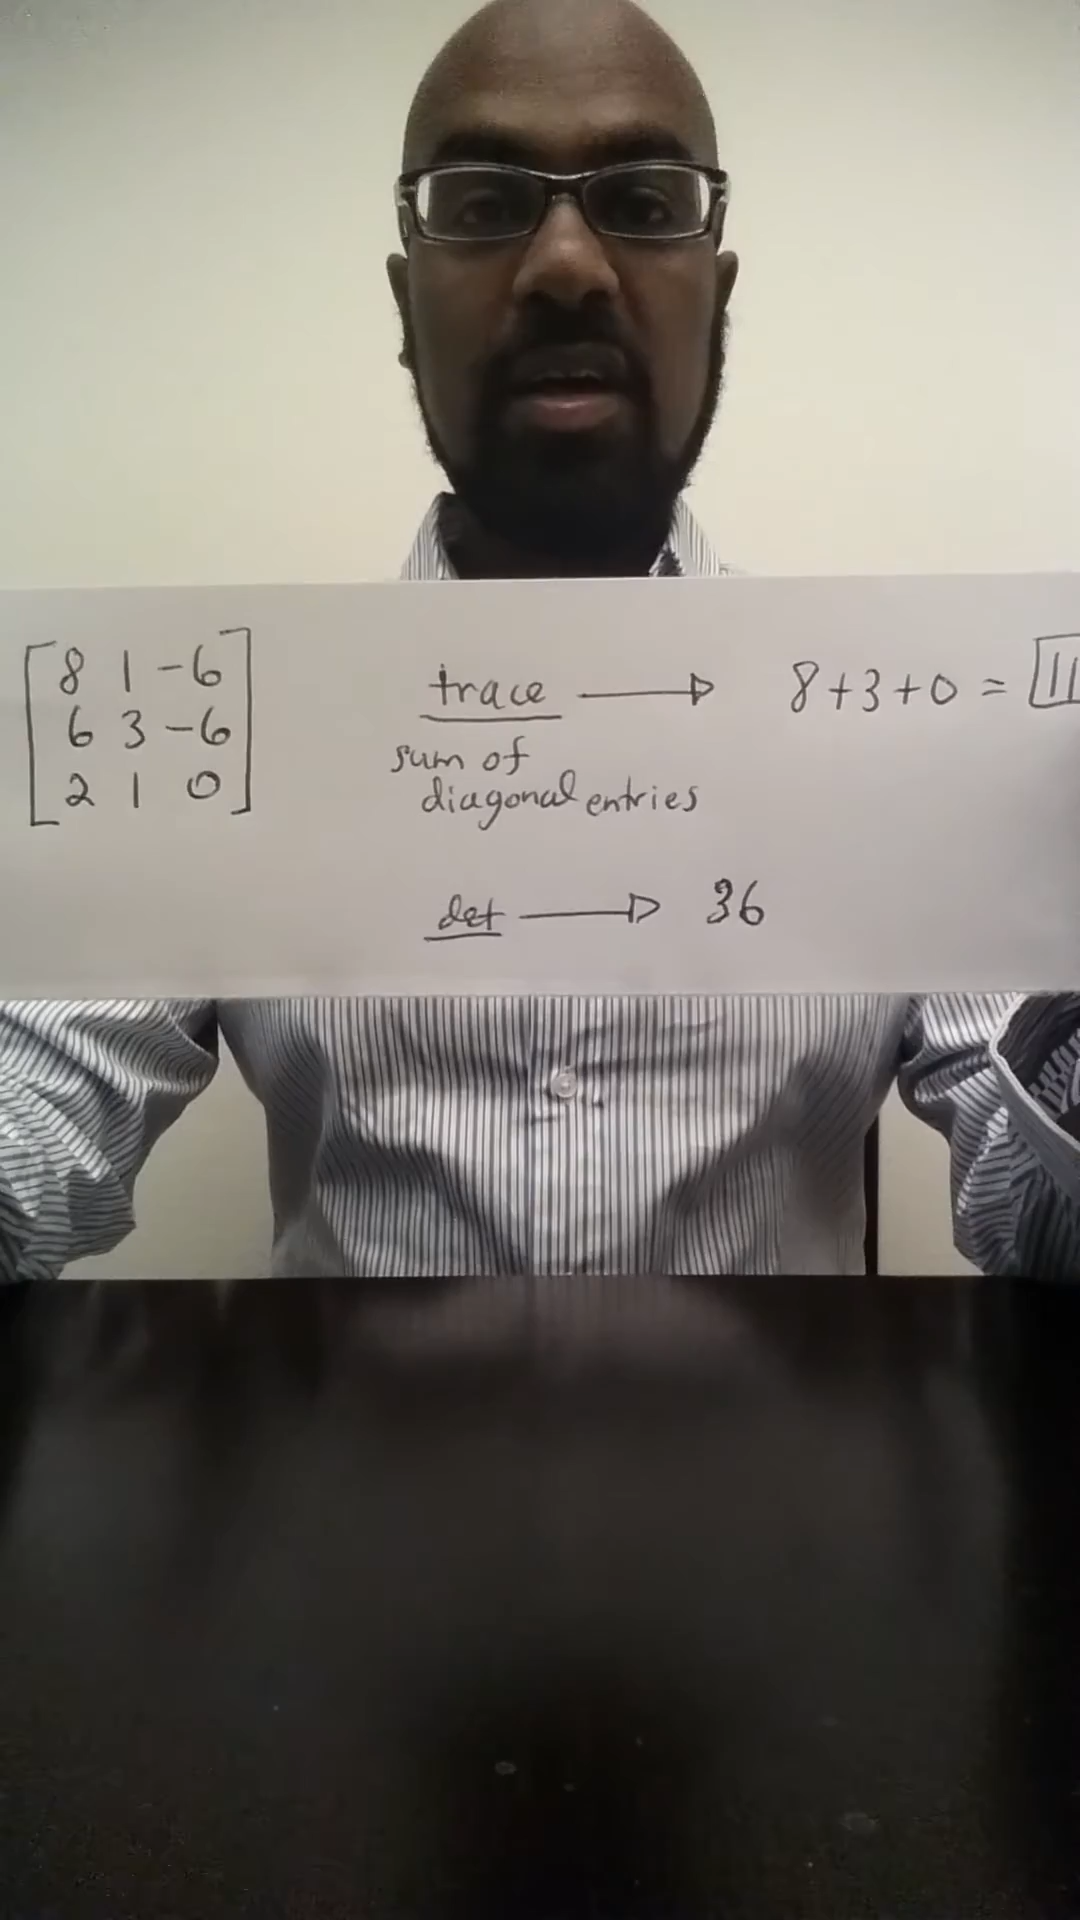 8 1 -6
6 3 -6
2 1 0
trace → 8+3+0 = 11
sum of
diagonal entries
det → 36